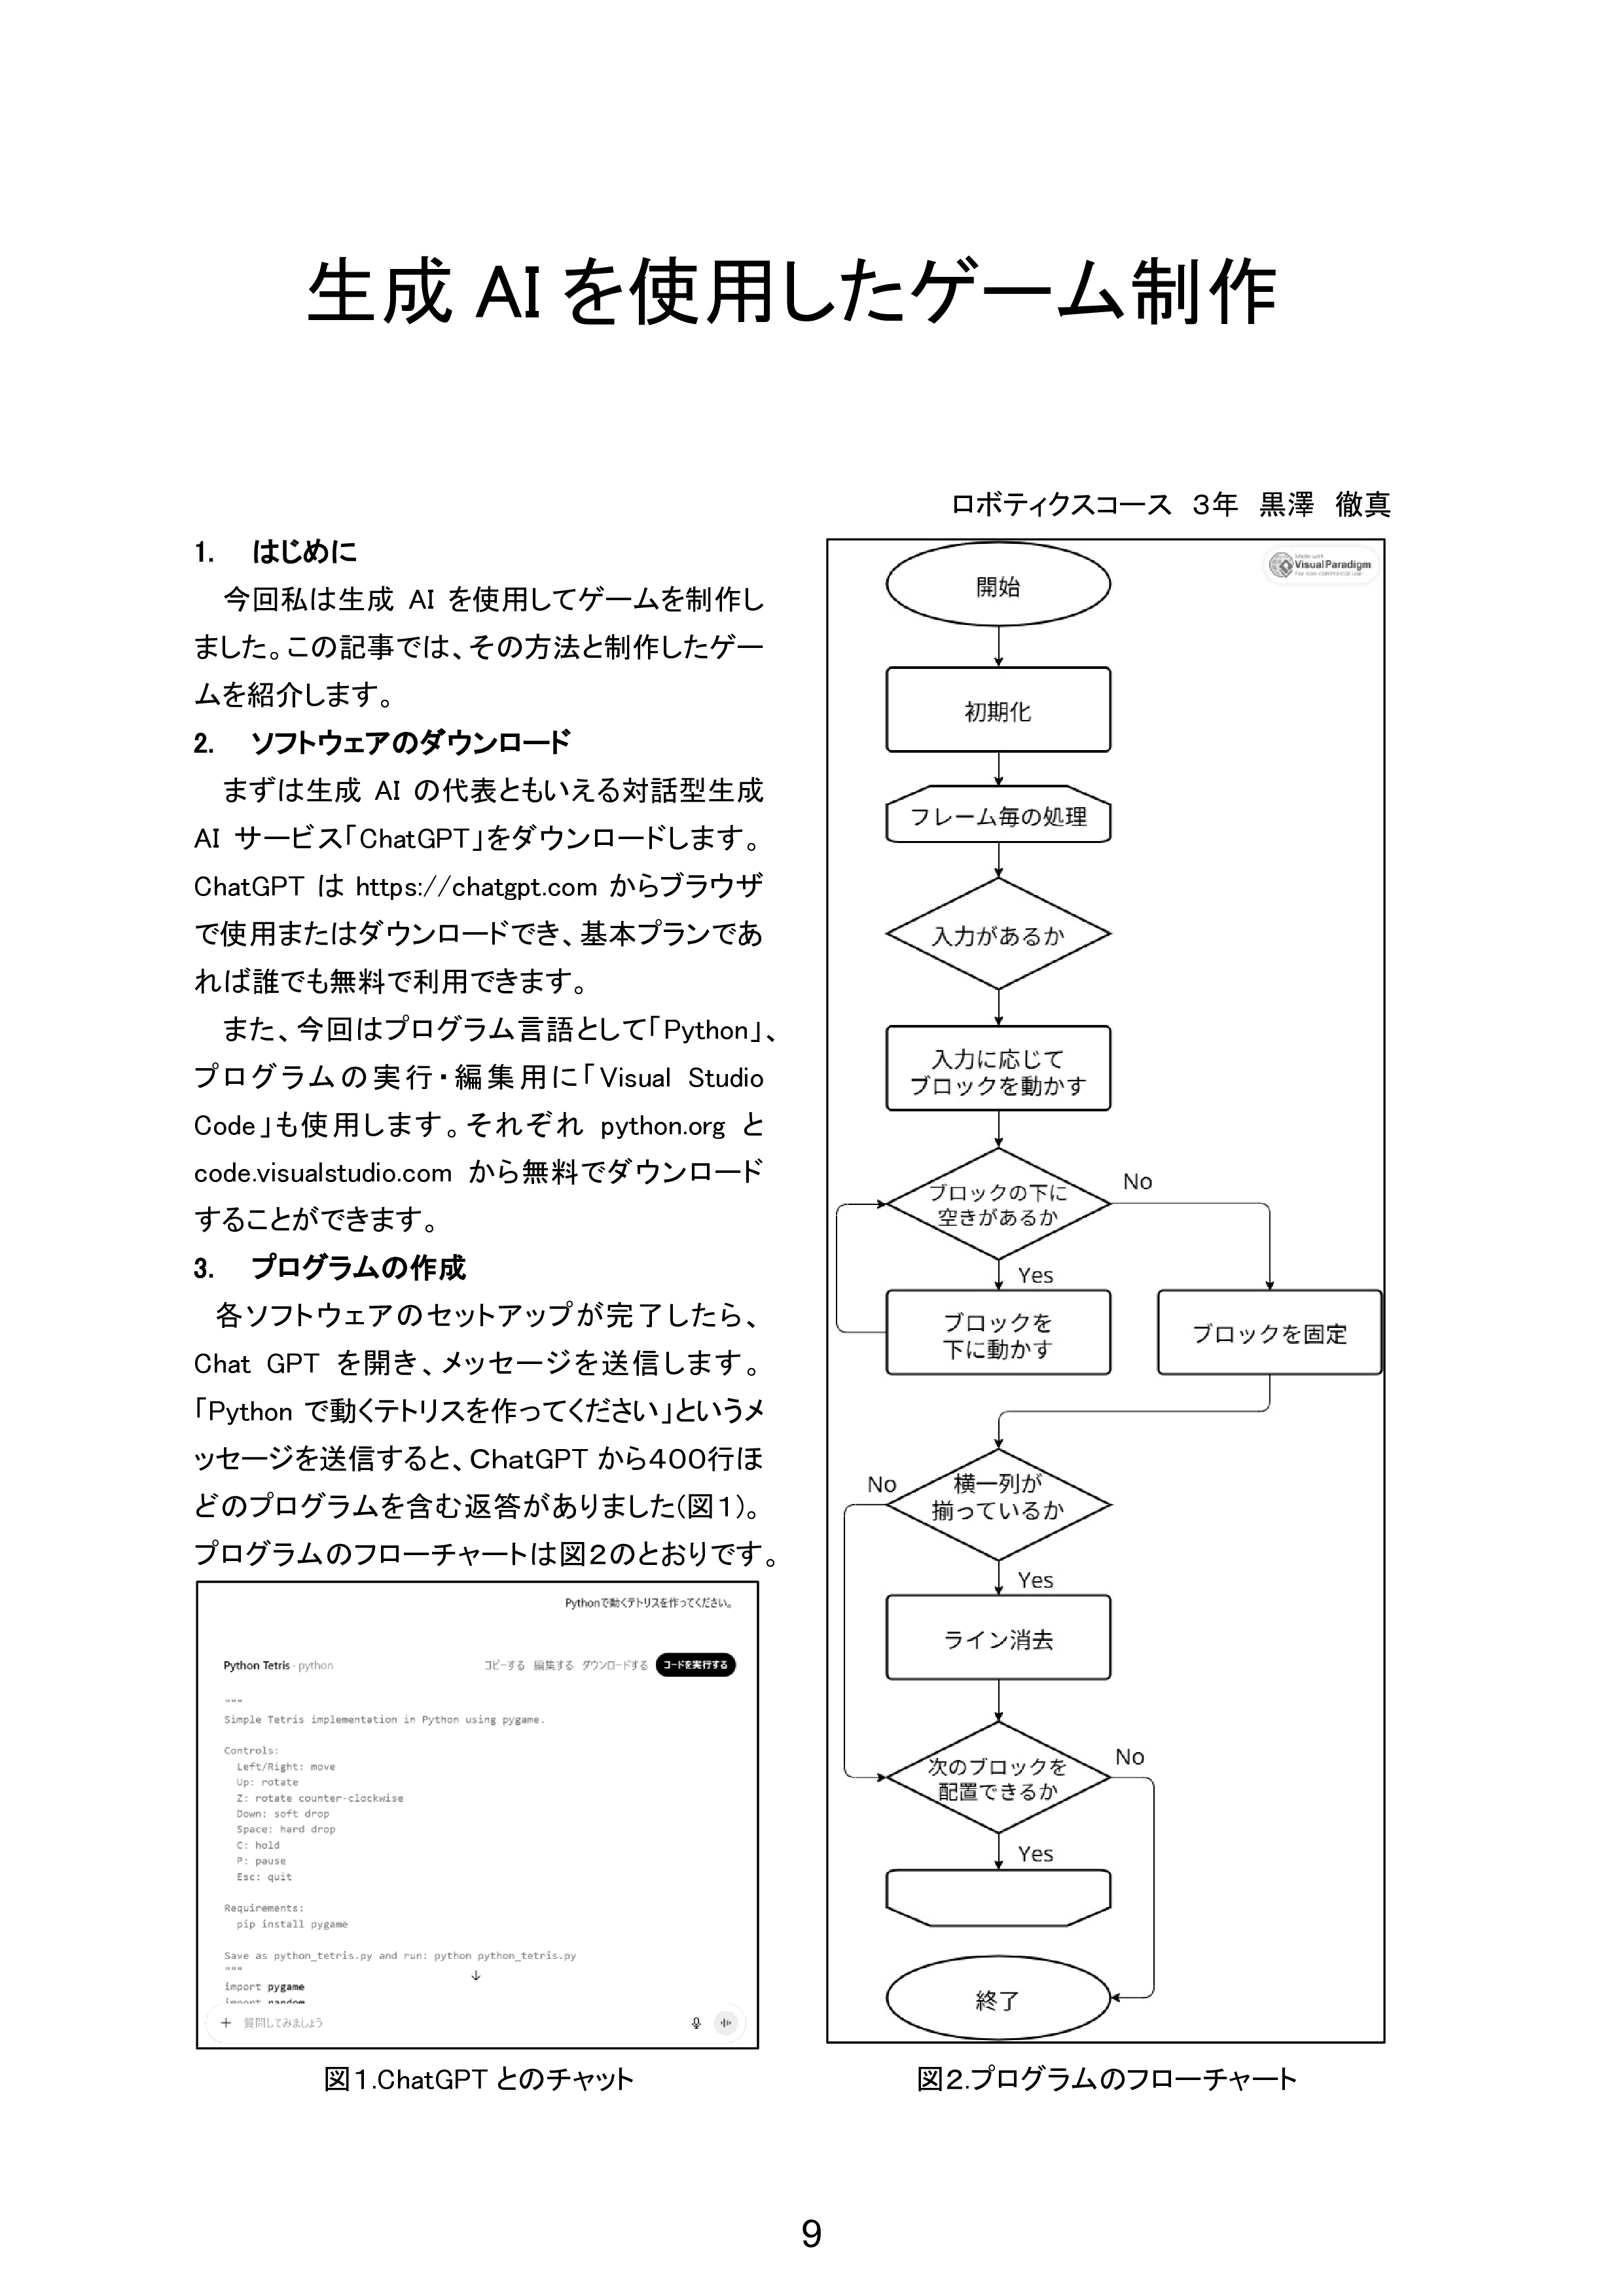 生成 AI を使用したゲーム制作
ロボティクスコース 3年 黒澤 徹真
1. はじめに
今回私は生成 AI を使用してゲームを制作し
ました。この記事では、その方法と制作したゲー
ムを紹介します。
2. ソフトウェアのダウンロード
まずは生成 AI の代表ともいえる対話型生成
AI サービス「ChatGPT」をダウンロードします。
ChatGPT は https://chatgpt.com からブラウザ
で使用またはダウンロードでき、基本プランであ
れば誰でも無料で利用できます。
また、今回はプログラム言語として「Python」、
プログラムの実行・編集用に「Visual Studio
Code」も使用します。それぞれ python.org と
code.visualstudio.com から無料でダウンロード
することができます。
3. プログラムの作成
各ソフトウェアのセットアップが完了したら、
Chat GPT を開き、メッセージを送信します。
「Python で動くテトリスを作ってください」というメ
ッセージを送信すると、ChatGPT から400行ほ
どのプログラムを含む返答がありました(図1)。
プログラムのフローチャートは図2のとおりです。
Pythonで動くテトリスを作ってください。
Python Tetris · python
コピーする 編集する ダウンロードする コードを実行する
"""
Simple Tetris implementation in Python using pygame.
Controls:
Left/Right: move
Up: rotate
Z: rotate counter-clockwise
Down: soft drop
Space: hard drop
C: hold
P: pause
Esc: quit
Requirements:
pip install pygame
Save as python_tetris.py and run: python python_tetris.py
"""
import pygame
import random
+ 質問してみましょう
図1.ChatGPT とのチャット
Made with
Visual Paradigm
For non-commercial use
開始
初期化
フレーム毎の処理
入力があるか
入力に応じて
ブロックを動かす
ブロックの下に
空きがあるか
No
Yes
ブロックを
下に動かす
ブロックを固定
横一列が
揃っているか
No
Yes
ライン消去
次のブロックを
配置できるか
No
Yes
終了
図2.プログラムのフローチャート
9